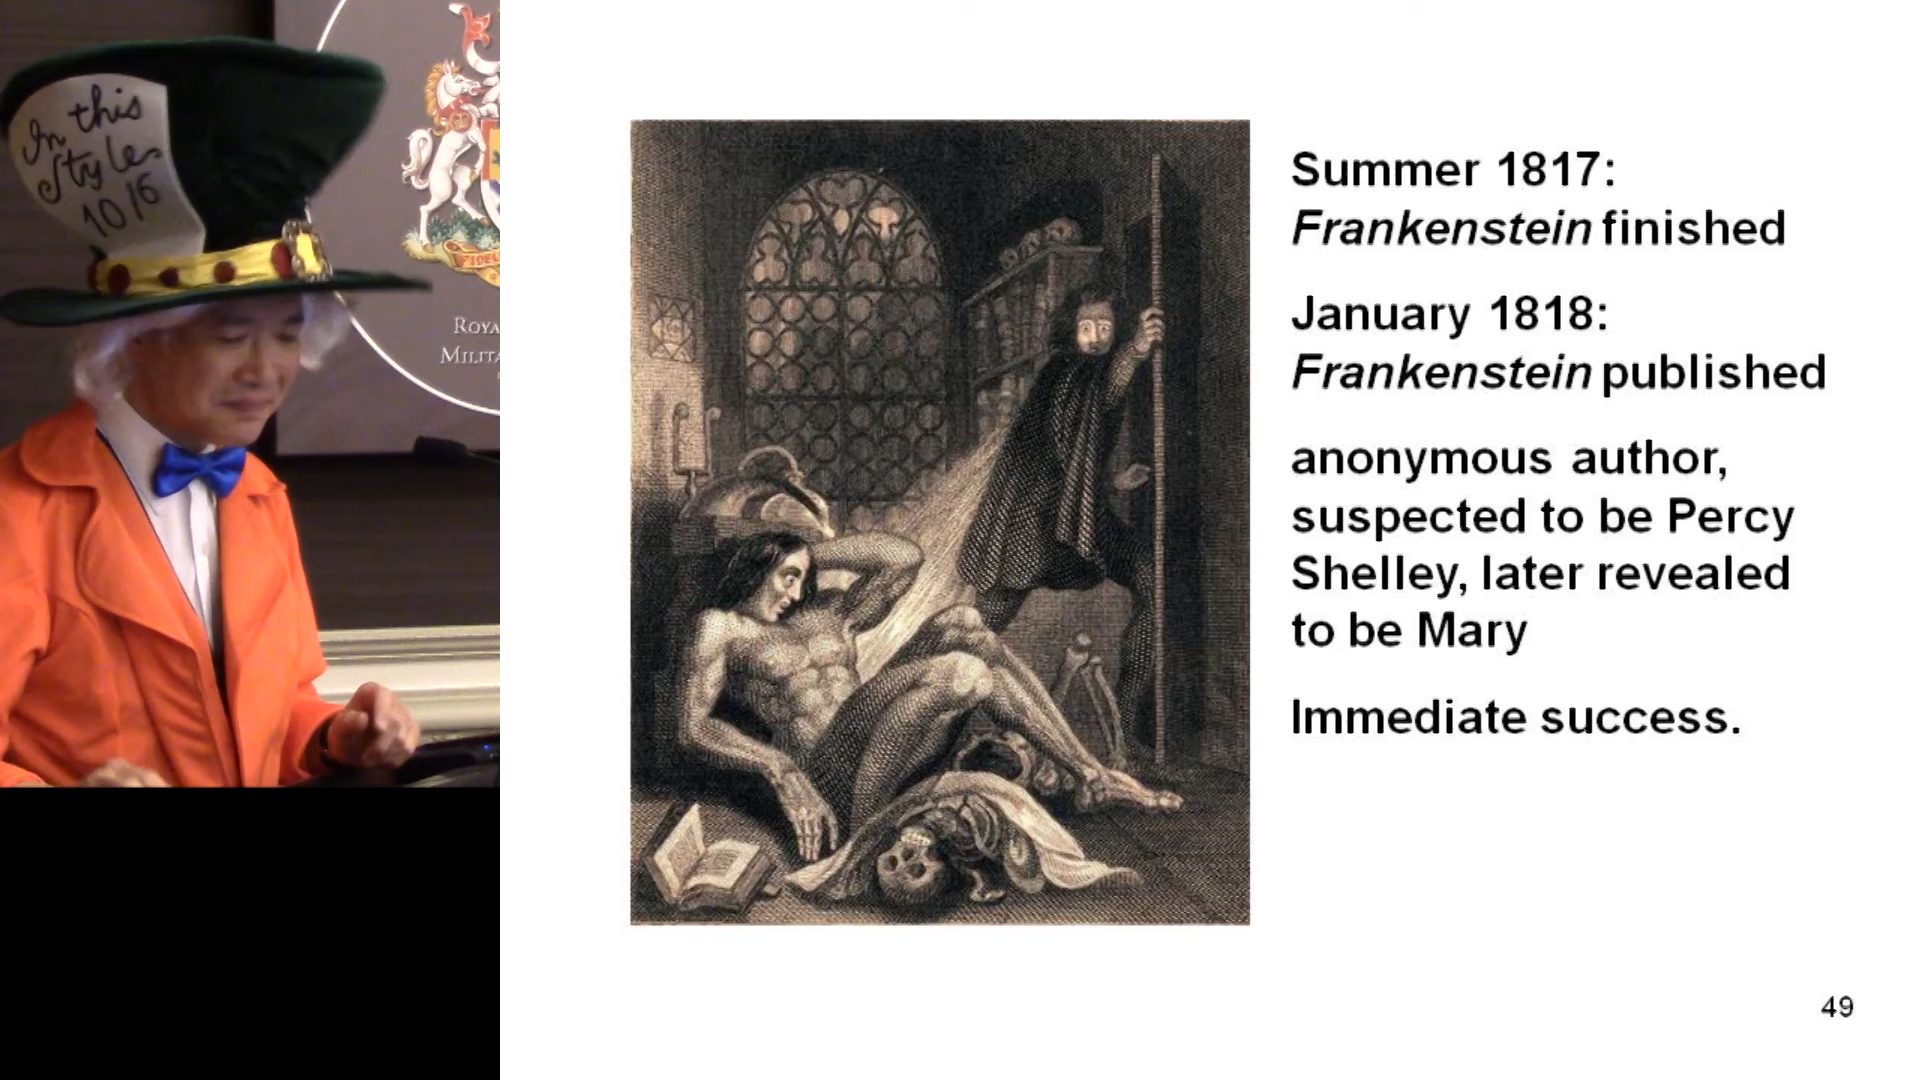 In this
Style
10/6
ROYA
MILITA
Summer 1817:
Frankenstein finished
January 1818:
Frankenstein published
anonymous author,
suspected to be Percy
Shelley, later revealed
to be Mary
Immediate success.
49